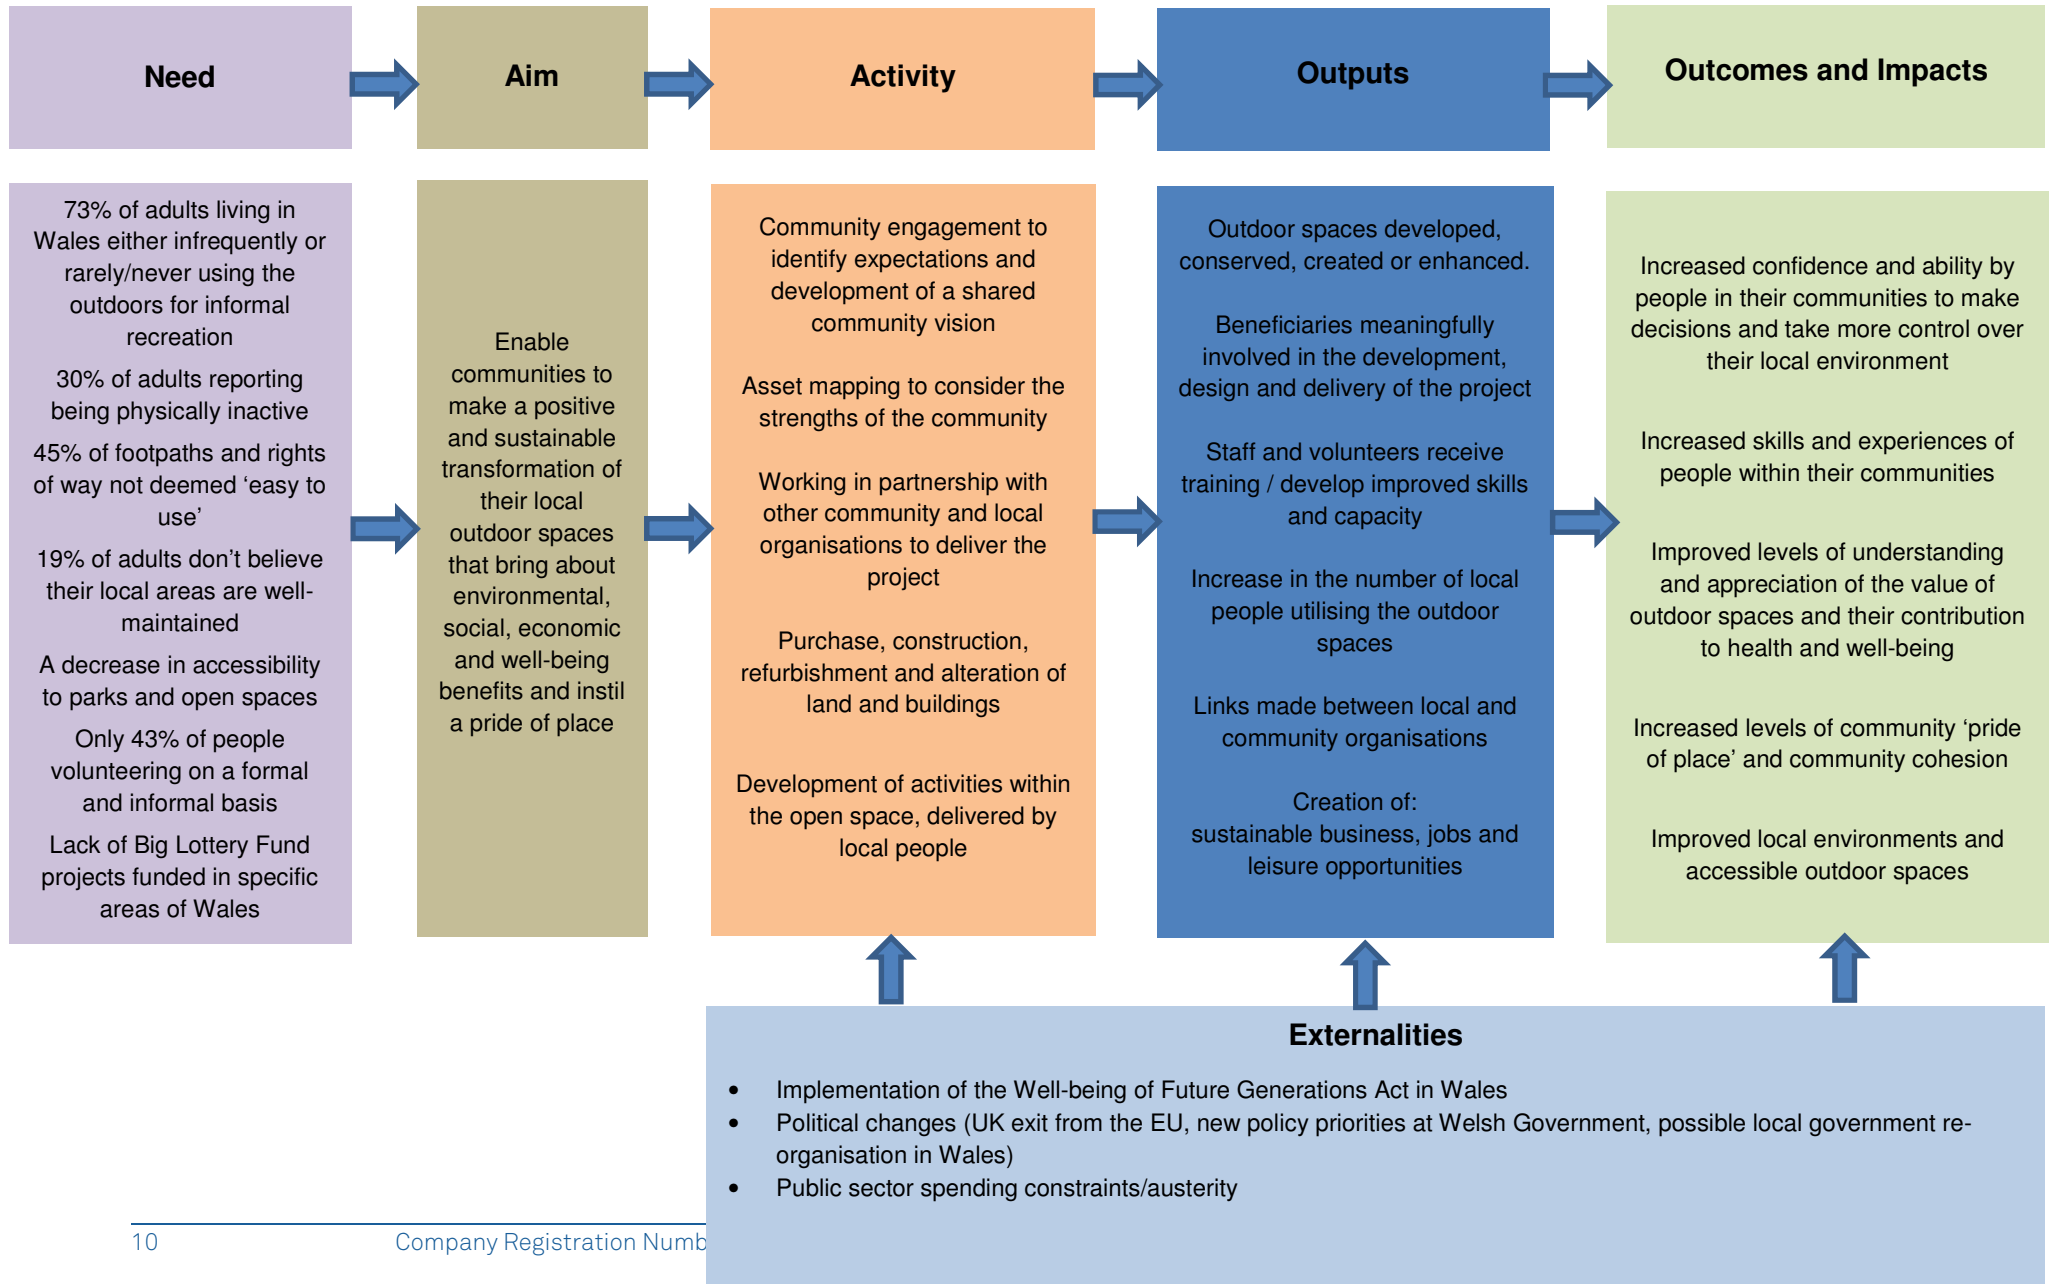 Need
Aim
Activity
Outputs
Outcomes and Impacts
73% of adults living in
Wales either infrequently or
rarely/never using the
outdoors for informal
recreation
30% of adults reporting
being physically inactive
45% of footpaths and rights
of way not deemed ‘easy to
use’
19% of adults don’t believe
their local areas are well-
maintained
A decrease in accessibility
to parks and open spaces
Only 43% of people
volunteering on a formal
and informal basis
Lack of Big Lottery Fund
projects funded in specific
areas of Wales
Enable
communities to
make a positive
and sustainable
transformation of
their local
outdoor spaces
that bring about
environmental,
social, economic
and well-being
benefits and instil
a pride of place
Community engagement to
identify expectations and
development of a shared
community vision
Asset mapping to consider the
strengths of the community
Working in partnership with
other community and local
organisations to deliver the
project
Purchase, construction,
refurbishment and alteration of
land and buildings
Development of activities within
the open space, delivered by
local people
Outdoor spaces developed,
conserved, created or enhanced.
Beneficiaries meaningfully
involved in the development,
design and delivery of the project
Staff and volunteers receive
training / develop improved skills
and capacity
Increase in the number of local
people utilising the outdoor
spaces
Links made between local and
community organisations
Creation of:
sustainable business, jobs and
leisure opportunities
Increased confidence and ability by
people in their communities to make
decisions and take more control over
their local environment
Increased skills and experiences of
people within their communities
Improved levels of understanding
and appreciation of the value of
outdoor spaces and their contribution
to health and well-being
Increased levels of community ‘pride
of place’ and community cohesion
Improved local environments and
accessible outdoor spaces
Externalities
• Implementation of the Well-being of Future Generations Act in Wales
• Political changes (UK exit from the EU, new policy priorities at Welsh Government, possible local government re-
organisation in Wales)
• Public sector spending constraints/austerity
10 Company Registration Numb